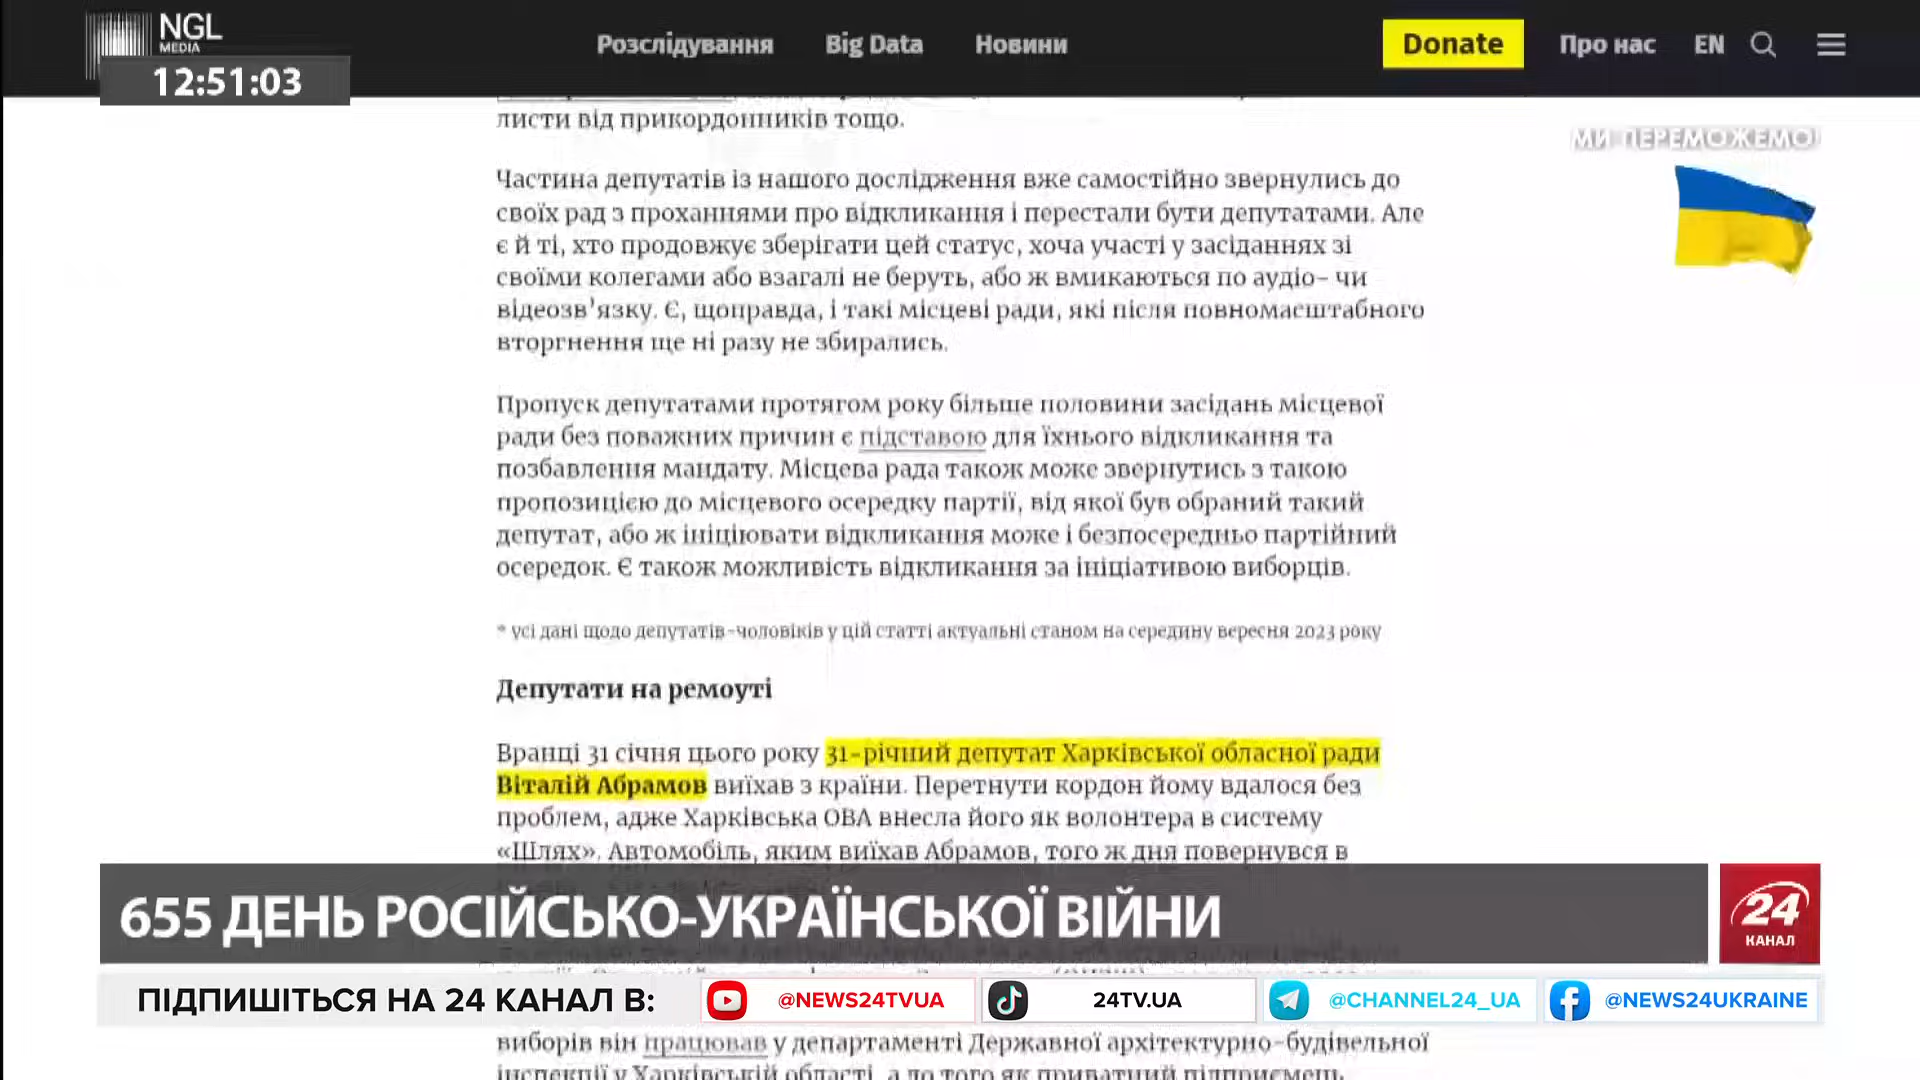 NGL
MEDIA
Розслідування
Big Data
Новини
Donate
Про нас
EN
12:51:03
листи від прикордонників тощо.
МИ ПЕРЕМОЖЕМО!
Частина депутатів із нашого дослідження вже самостійно звернулись до
своїх рад з проханнями про відкликання і перестали бути депутатами. Але
є й ті, хто продовжує зберігати цей статус, хоча участі у засіданнях зі
своїми колегами або взагалі не беруть, або ж вмикаються по аудіо- чи
відеозв’язку. Є, щоправда, і такі місцеві ради, які після повномасштабного
вторгнення ще ні разу не збирались.
Пропуск депутатами протягом року більше половини засідань місцевої
ради без поважних причин є підставою для їхнього відкликання та
позбавлення мандату. Місцева рада також може звернутись з такою
пропозицією до місцевого осередку партії, від якої був обраний такий
депутат, або ж ініціювати відкликання може і безпосередньо партійний
осередок. Є також можливість відкликання за ініціативою виборців.
* усі дані щодо депутатів-чоловіків у цій статті актуальні станом на середину вересня 2023 року
Депутати на ремоуті
Вранці 31 січня цього року 31-річний депутат Харківської обласної ради
Віталій Абрамов виїхав з країни. Перетнути кордон йому вдалося без
проблем, адже Харківська ОВА внесла його як волонтера в систему
«Шлях». Автомобіль, яким виїхав Абрамов, того ж дня повернувся в
655 ДЕНЬ РОСІЙСЬКО-УКРАЇНСЬКОЇ ВІЙНИ
24
КАНАЛ
ПІДПИШІТЬСЯ НА 24 КАНАЛ В:
@NEWS24TVUA
24TV.UA
@CHANNEL24_UA
@NEWS24UKRAINE
виборів він працював у департаменті Державної архітектурно-будівельної
інспекції у Харківській області, а до того як приватний підприємець